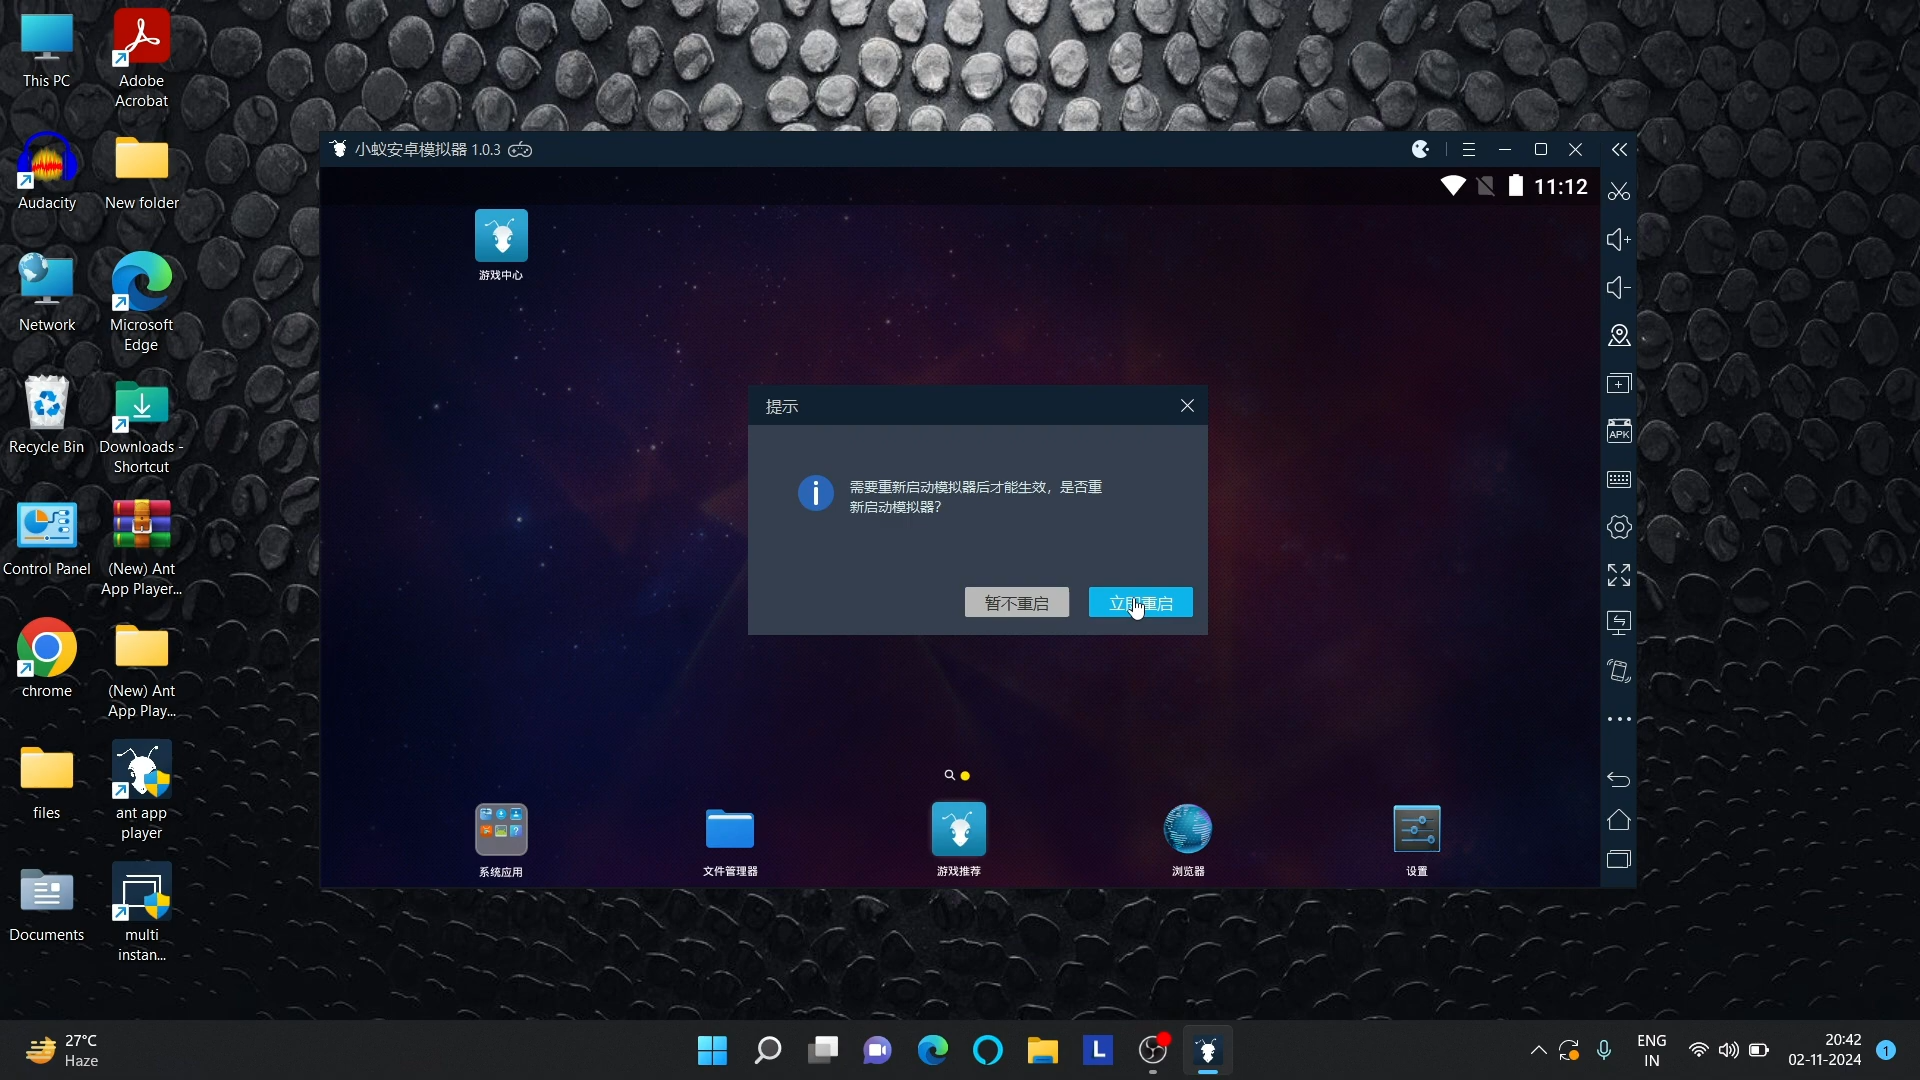 This PC
Adobe
Acrobat
Audacity
New folder
Network
Microsoft
Edge
Recycle Bin
Downloads -
Shortcut
Control Panel
(New) Ant
App Player...
chrome
(New) Ant
App Play...
files
ant app
player
Documents
multi
instan...
小蚁安卓模拟器 1.0.3
11:12
游戏中心
提示
需要重新启动模拟器后才能生效，是否重
新启动模拟器?
暂不重启
立即重启
APK
系统应用
文件管理器
游戏推荐
浏览器
设置
27°C
Haze
L
ENG
IN
20:42
02-11-2024
1